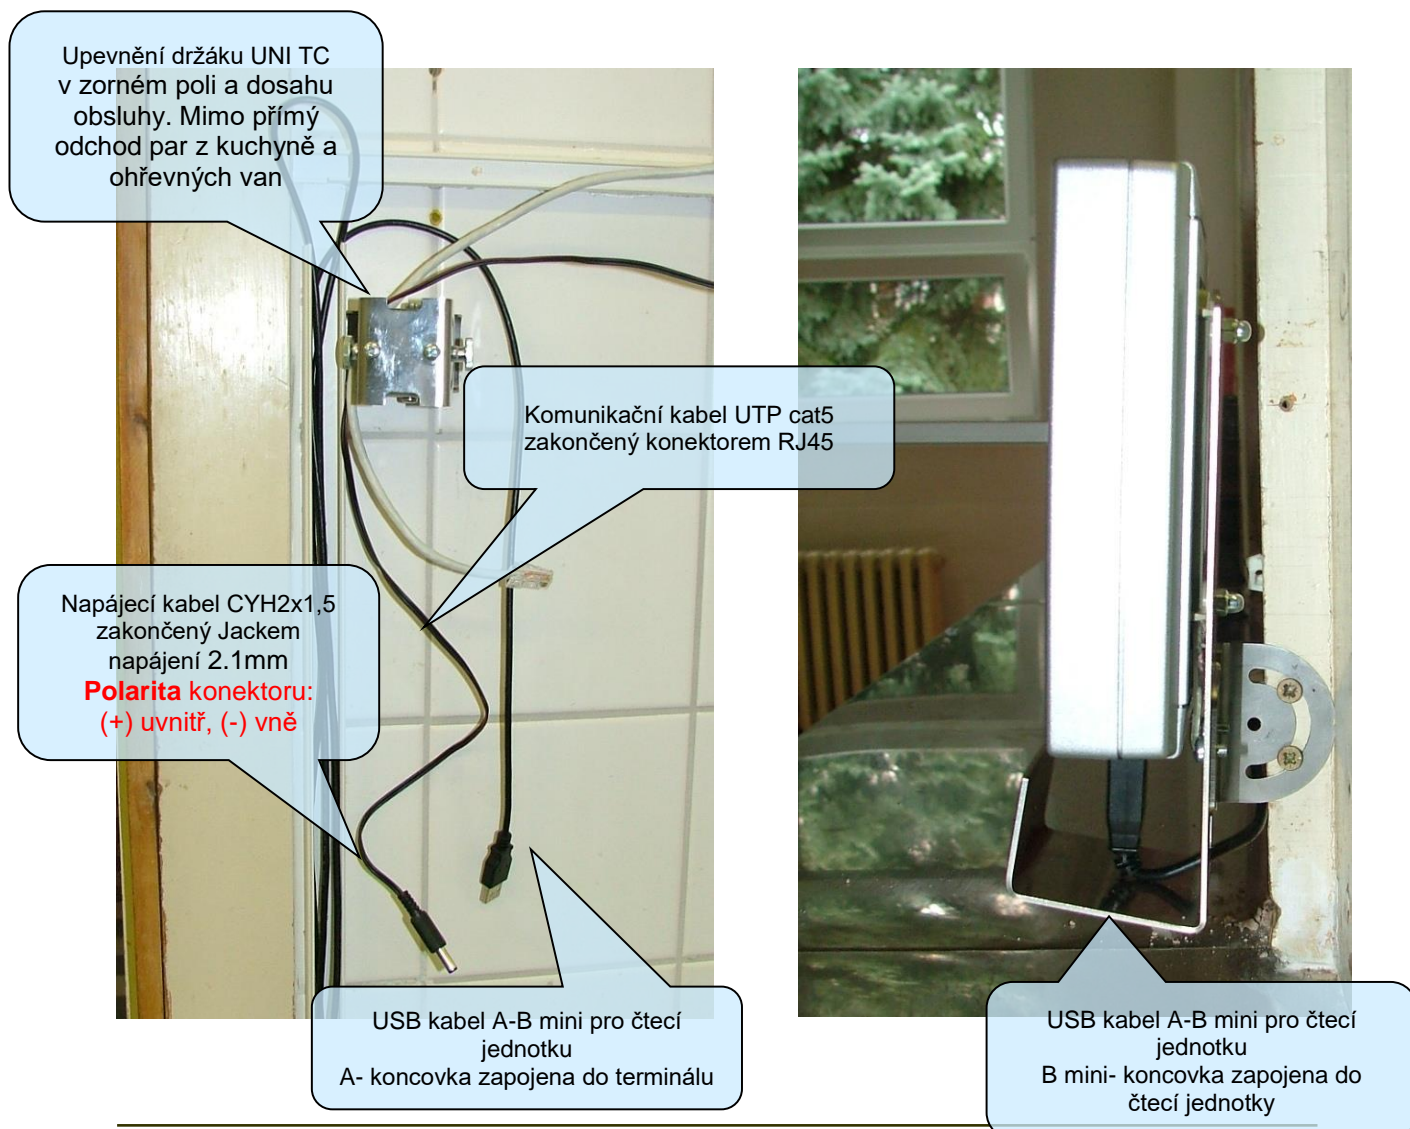 Upevnění držáku UNI TC
v zorném poli a dosahu
obsluhy. Mimo přímý
odchod par z kuchyně a
ohřevných van
Komunikační kabel UTP cat5
zakončený konektorem RJ45
Napájecí kabel CYH2x1,5
zakončený Jackem
napájení 2.1mm
Polarita konektoru:
(+) uvnitř, (-) vně
USB kabel A-B mini pro čtecí
jednotku
A- koncovka zapojena do terminálu
USB kabel A-B mini pro čtecí
jednotku
B mini- koncovka zapojena do
čtecí jednotky